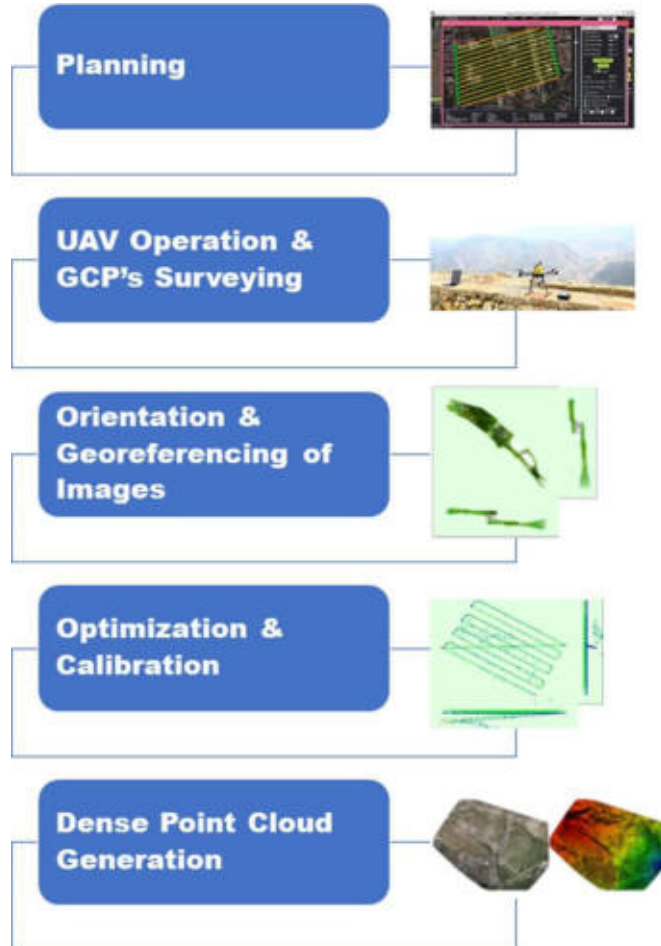 Planning
UAV Operation &
GCP's Surveying
Orientation &
Georeferencing of
Images
Optimization &
Calibration
Dense Point Cloud
Generation